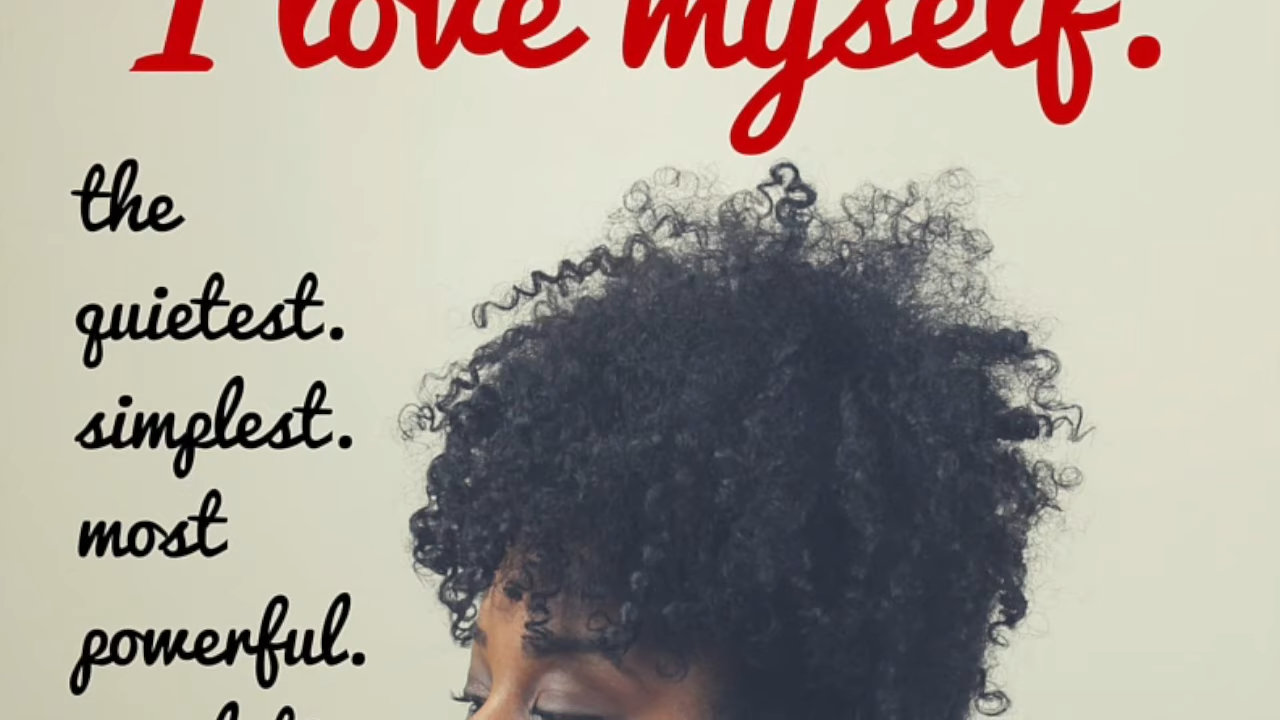 I love myself.
the
quietest.
simplest.
most
powerful.